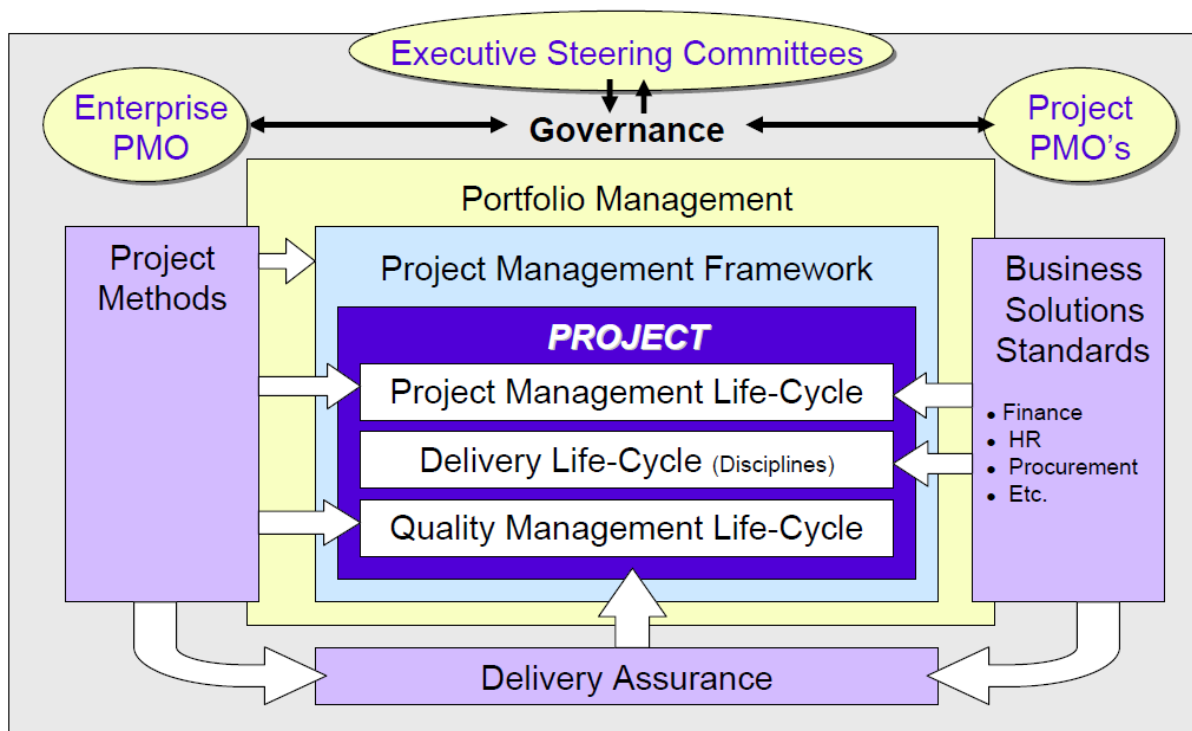 Executive Steering Committees
Enterprise
PMO
Governance
Project
PMO's
Portfolio Management
Project
Methods
Project Management Framework
PROJECT
Project Management Life-Cycle
Delivery Life-Cycle (Disciplines)
Quality Management Life-Cycle
Business
Solutions
Standards
• Finance
• HR
• Procurement
• Etc.
Delivery Assurance